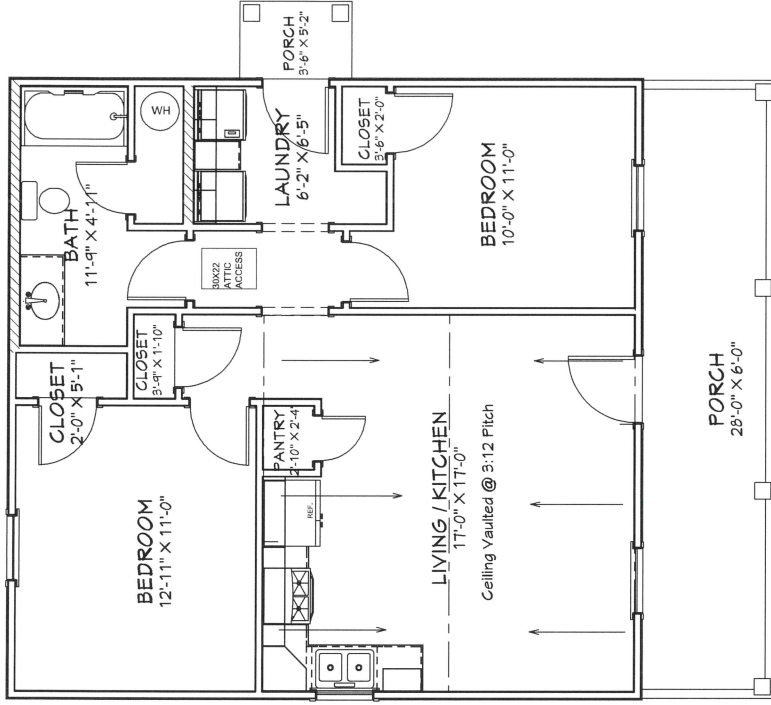 PORCH
3'-6" X 5'-2"
WH
LAUNDRY
6'-2" X 6'-5"
CLOSET
3'-6" X 2'-0"
BATH
11'-9" X 4'-11"
BEDROOM
10'-0" X 11'-0"
30X22
ATTIC
ACCESS
CLOSET
2'-0" X 5'-1"
CLOSET
3'-9" X 1'-10"
PANTRY
2'-10" X 2'-4"
REF.
BEDROOM
12'-11" X 11'-0"
LIVING / KITCHEN
17'-0" X 17'-0"
Ceiling Vaulted @ 3:12 Pitch
PORCH
28'-0" X 6'-0"